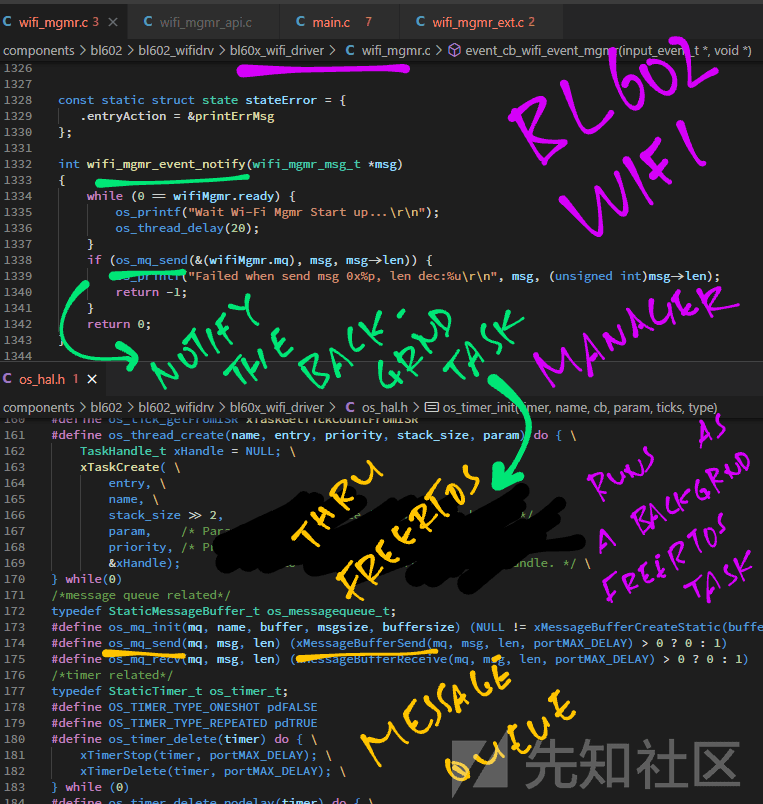 wifi_mgmr.c 3 × wifi_mgmr_api.c main.c 7 wifi_mgmr_ext.c 2
components > bl602 > bl602_wifidrv > bl60x_wifi_driver > C wifi_mgmr.c > event_cb_wifi_event_mgmr(input_event_t *, void *)
1326
1327
1328 const static struct state stateError = {
1329 .entryAction = &printErrMsg
1330 };
1331
1332 int wifi_mgmr_event_notify(wifi_mgmr_msg_t *msg)
1333 {
1334 while (0 == wifiMgmr.ready) {
1335 os_printf("Wait Wi-Fi Mgmr Start up...\r\n");
1336 os_thread_delay(20);
1337 }
1338 if (os_mq_send(&(wifiMgmr.mq), msg, msg→len)) {
1339 os_printf("Failed when send msg 0x%p, len dec:%u\r\n", msg, (unsigned int)msg→len);
1340 return -1;
1341 }
1342 return 0;
1343 }
1344
BL602
WIFI
MANAGER
NOTIFY
THE
BACK-
GRND
TASK
C os_hal.h 1 ×
components > bl602 > bl602_wifidrv > bl60x_wifi_driver > C os_hal.h > os_timer_init(timer, name, cb, param, ticks, type)
160 #define os_tick_getFromISR xTaskGetTickCountFromISR
161 #define os_thread_create(name, entry, priority, stack_size, param) do { \
162 TaskHandle_t xHandle = NULL; \
163 xTaskCreate( \
164 entry, \
165 name, \
166 stack_size ≫ 2,
167 param, /* Para
168 priority, /* Pr
169 &xHandle); handle. */ \
170 } while(0)
171 /*message queue related*/
172 typedef StaticMessageBuffer_t os_messagequeue_t;
173 #define os_mq_init(mq, name, buffer, msgsize, buffersize) (NULL != xMessageBufferCreateStatic(buffe
174 #define os_mq_send(mq, msg, len) (xMessageBufferSend(mq, msg, len, portMAX_DELAY) > 0 ? 0 : 1)
175 #define os_mq_recv(mq, msg, len) (xMessageBufferReceive(mq, msg, len, portMAX_DELAY) > 0 ? 0 : 1)
176 /*timer related*/
177 typedef StaticTimer_t os_timer_t;
178 #define OS_TIMER_TYPE_ONESHOT pdFALSE
179 #define OS_TIMER_TYPE_REPEATED pdTRUE
180 #define os_timer_delete(timer) do { \
181 xTimerStop(timer, portMAX_DELAY); \
182 xTimerDelete(timer, portMAX_DELAY); \
183 } while (0)
184 #define os_timer_delete_nodelay(timer) do { \
THRU
FREERTOS
MESSAGE
QUEUE
RUNS AS
A BACKGRND
FREERTOS
TASK
先知社区